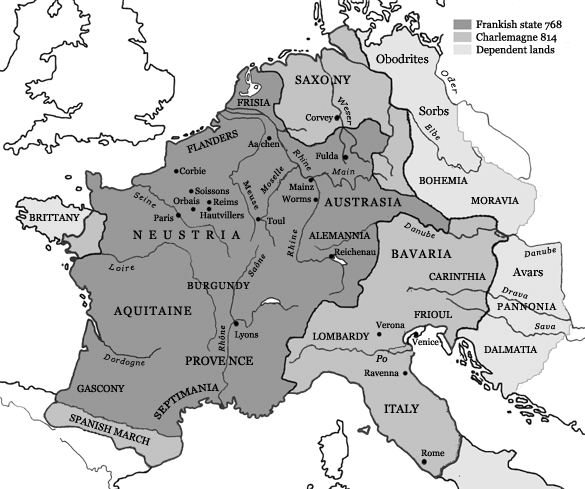 Frankish state 768
Charlemagne 814
Dependent lands
Obodrites
Oder
SAXONY
FRISIA
Weser
Sorbs
Corvey
Elbe
FLANDERS
Aachen
Rhine
Fulda
Corbie
Moselle
Main
BOHEMIA
Mainz
Soissons
Meuse
Worms
AUSTRASIA
MORAVIA
Seine
Orbais
Reims
Paris
Hautvillers
Toul
BRITTANY
NEUSTRIA
ALEMANNIA
Danube
Rhine
Reichenau
BAVARIA
Danube
Loire
Saône
Avars
CARINTHIA
BURGUNDY
Drava
PANNONIA
AQUITAINE
FRIOUL
Sava
Lyons
Verona
LOMBARDY
Venice
Rhône
DALMATIA
Dordogne
PROVENCE
Po
Ravenna
GASCONY
SEPTIMANIA
ITALY
SPANISH MARCH
Rome